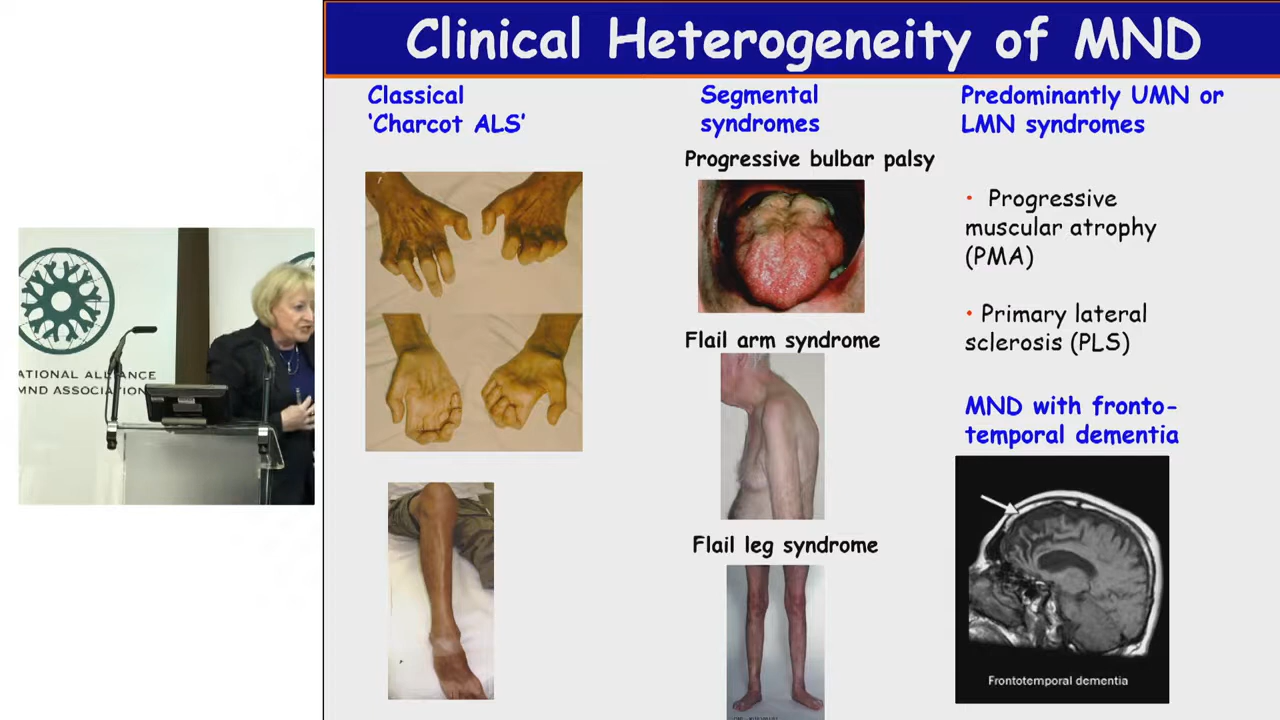 Clinical Heterogeneity of MND
Classical
‘Charcot ALS’
Segmental
syndromes
Progressive bulbar palsy
Flail arm syndrome
Flail leg syndrome
Predominantly UMN or
LMN syndromes
• Progressive
muscular atrophy
(PMA)
• Primary lateral
sclerosis (PLS)
MND with fronto-
temporal dementia
Frontotemporal dementia
ATIONAL ALLIANCE
MND ASSOCIATION